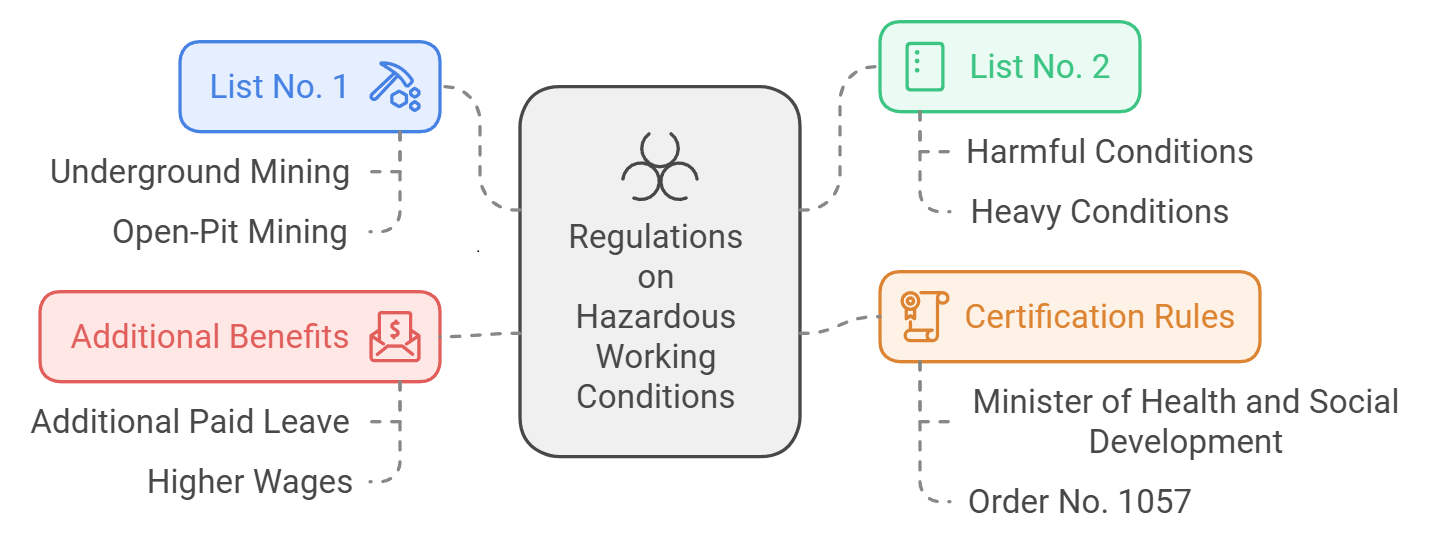 List No. 1
Underground Mining
Open-Pit Mining
Additional Benefits
Additional Paid Leave
Higher Wages
Regulations
on
Hazardous
Working
Conditions
List No. 2
Harmful Conditions
Heavy Conditions
Certification Rules
Minister of Health and Social
Development
Order No. 1057